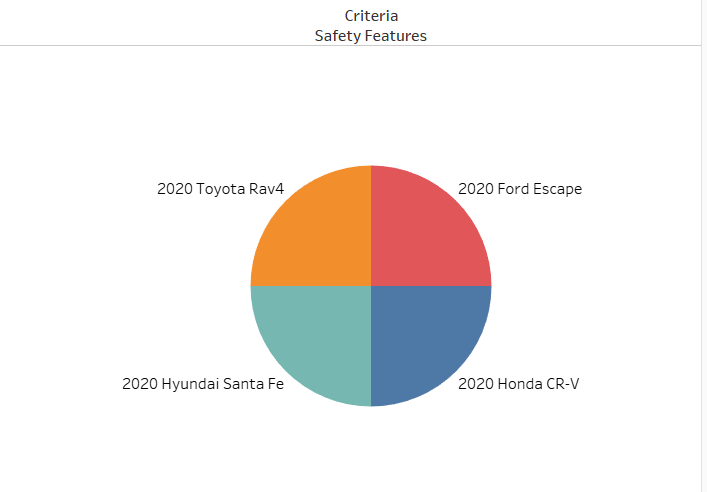 Criteria
Safety Features
2020 Toyota Rav4
2020 Ford Escape
2020 Hyundai Santa Fe
2020 Honda CR-V